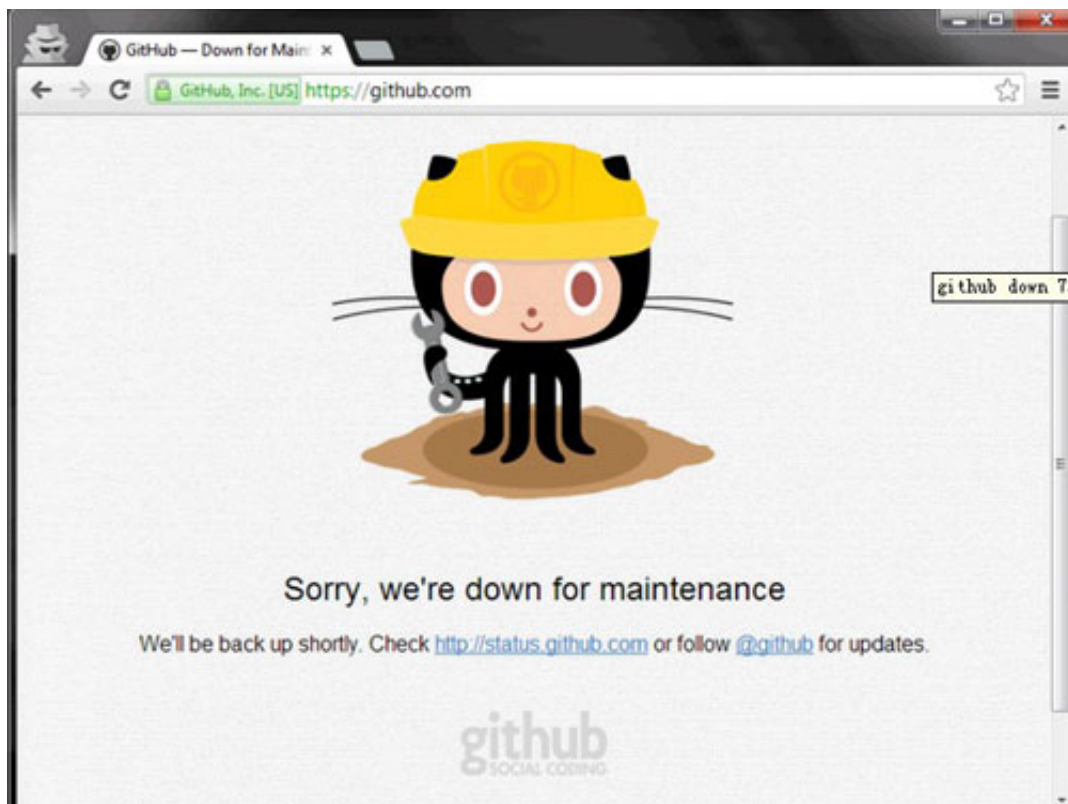 GitHub — Down for Main
GitHub, Inc. [US] https://github.com
github down 7
Sorry, we're down for maintenance
We'll be back up shortly. Check http://status.github.com or follow @github for updates.
github
SOCIAL CODING